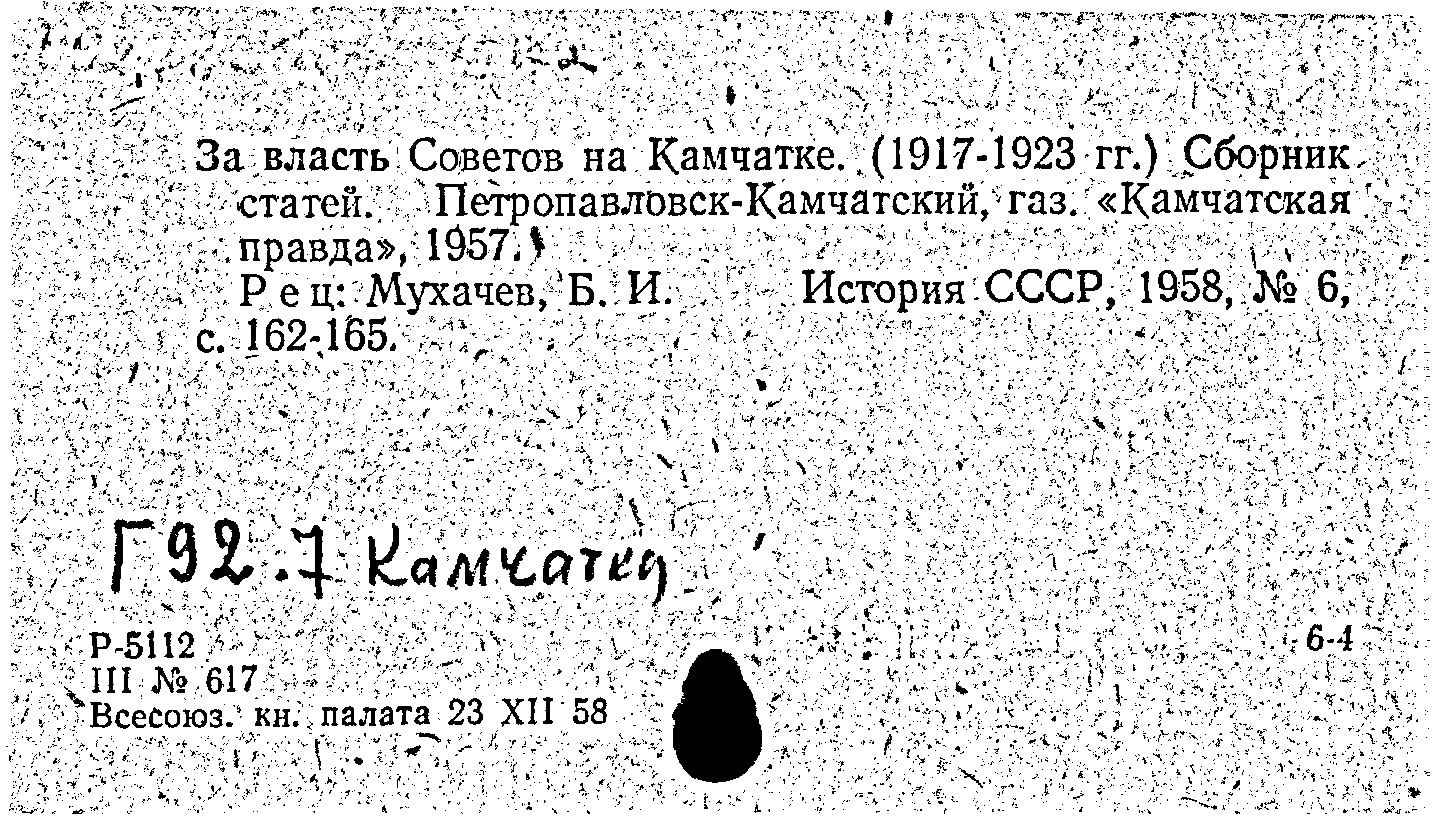 За власть Советов на Камчатке. (1917-1923 гг.) Сборник
статей. Петропавловск-Камчатский, газ. «Камчатская
правда», 1957.
Рец: Мухачев, Б. И. История СССР, 1958, № 6,
с. 162-165.
Г92.7 Камчатка
Р-5112
6-4
III № 617
Всесоюз. кн. палата 23 XII 58